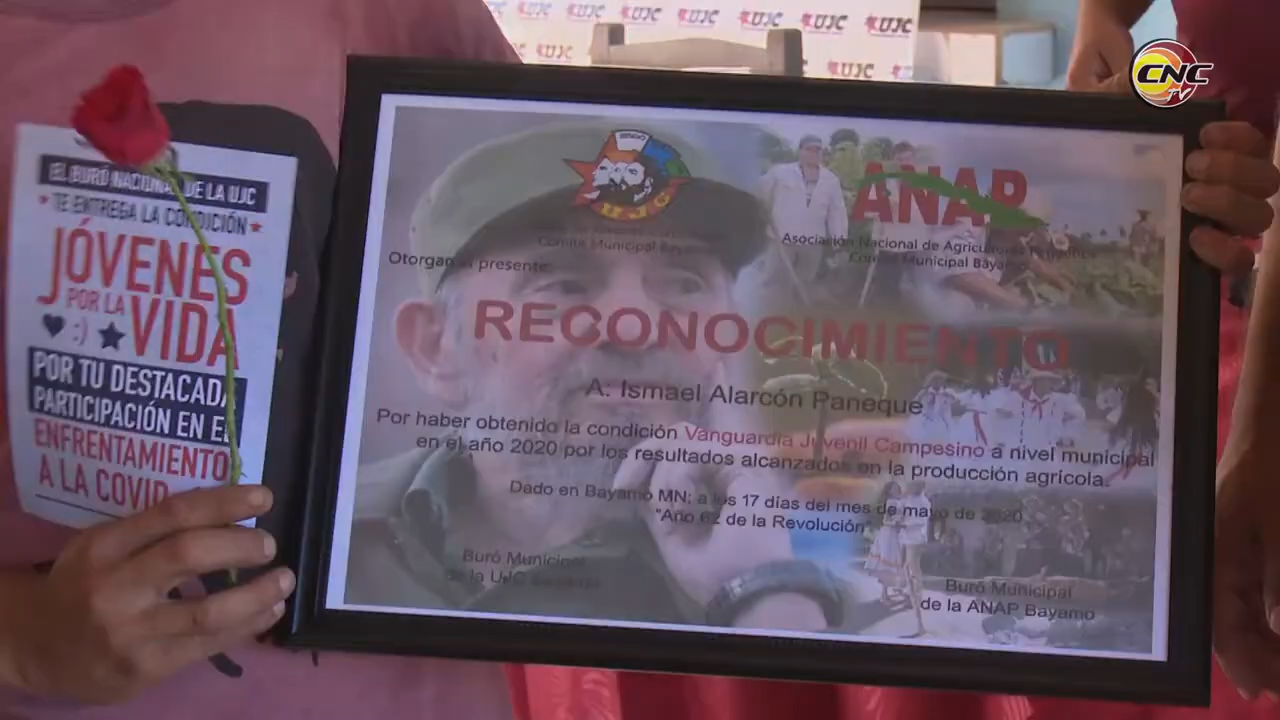 UJC UJC UJC UJC UJC UJC
UJC
UJC
CNC
TV
EL BURÓ NACIONAL DE LA UJC
TE ENTREGA LA CONDICIÓN
JÓVENES
POR LA
VIDA
POR TU DESTACADA
PARTICIPACIÓN EN EL
ENFRENTAMIENTO
A LA COVID
UJC
Comité Municipal Bayamo
ANAP
Asociación Nacional de Agricultores Pequeños
Comité Municipal Bayamo
Otorgan el presente:
RECONOCIMIENTO
A: Ismael Alarcón Paneque
Por haber obtenido la condición Vanguardia Juvenil Campesino a nivel municipal
en el año 2020 por los resultados alcanzados en la producción agrícola.
Dado en Bayamo MN: a los 17 días del mes de mayo de 2020
"Año 62 de la Revolución"
Buró Municipal
de la UJC Bayamo
Buró Municipal
de la ANAP Bayamo